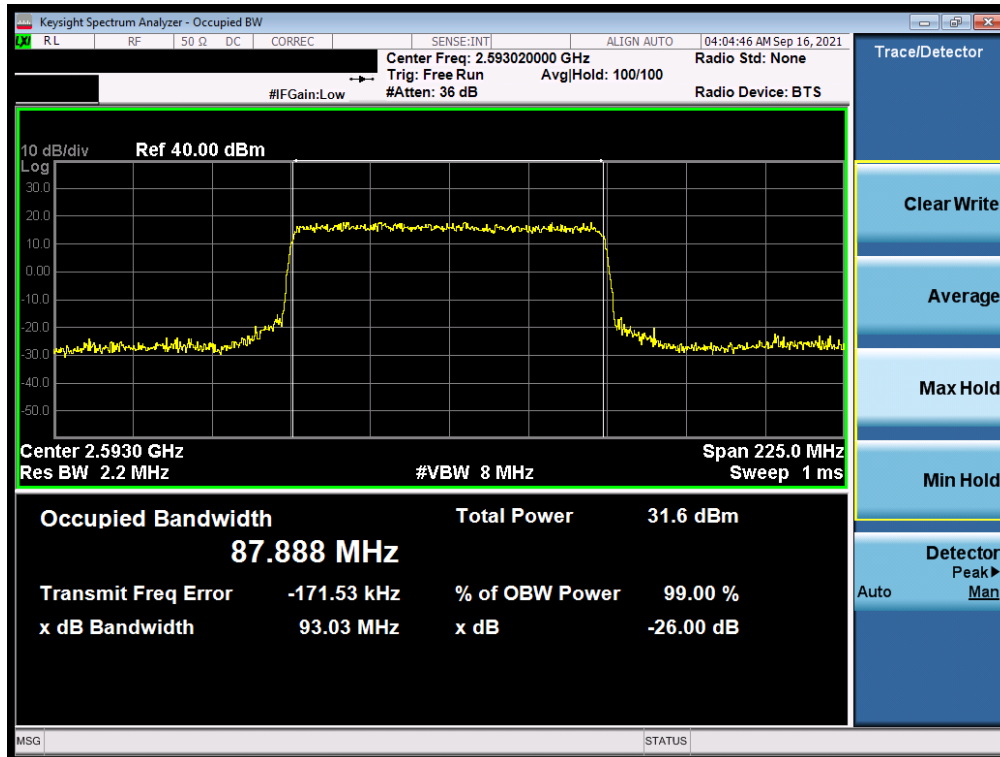 Keysight Spectrum Analyzer - Occupied BW
LXI RL RF 50 Ω DC CORREC SENSE:INT ALIGN AUTO 04:04:46 AM Sep 16, 2021
Center Freq: 2.593020000 GHz Radio Std: None
Trig: Free Run Avg|Hold: 100/100
#IFGain:Low #Atten: 36 dB Radio Device: BTS
10 dB/div Ref 40.00 dBm
Log
30.0
20.0
10.0
0.00
-10.0
-20.0
-30.0
-40.0
-50.0
Center 2.5930 GHz Span 225.0 MHz
Res BW 2.2 MHz #VBW 8 MHz Sweep 1 ms
Occupied Bandwidth Total Power 31.6 dBm
87.888 MHz
Transmit Freq Error -171.53 kHz % of OBW Power 99.00 %
x dB Bandwidth 93.03 MHz x dB -26.00 dB
MSG STATUS
Trace/Detector
Clear Write
Average
Max Hold
Min Hold
Detector
Peak▶
Auto Man